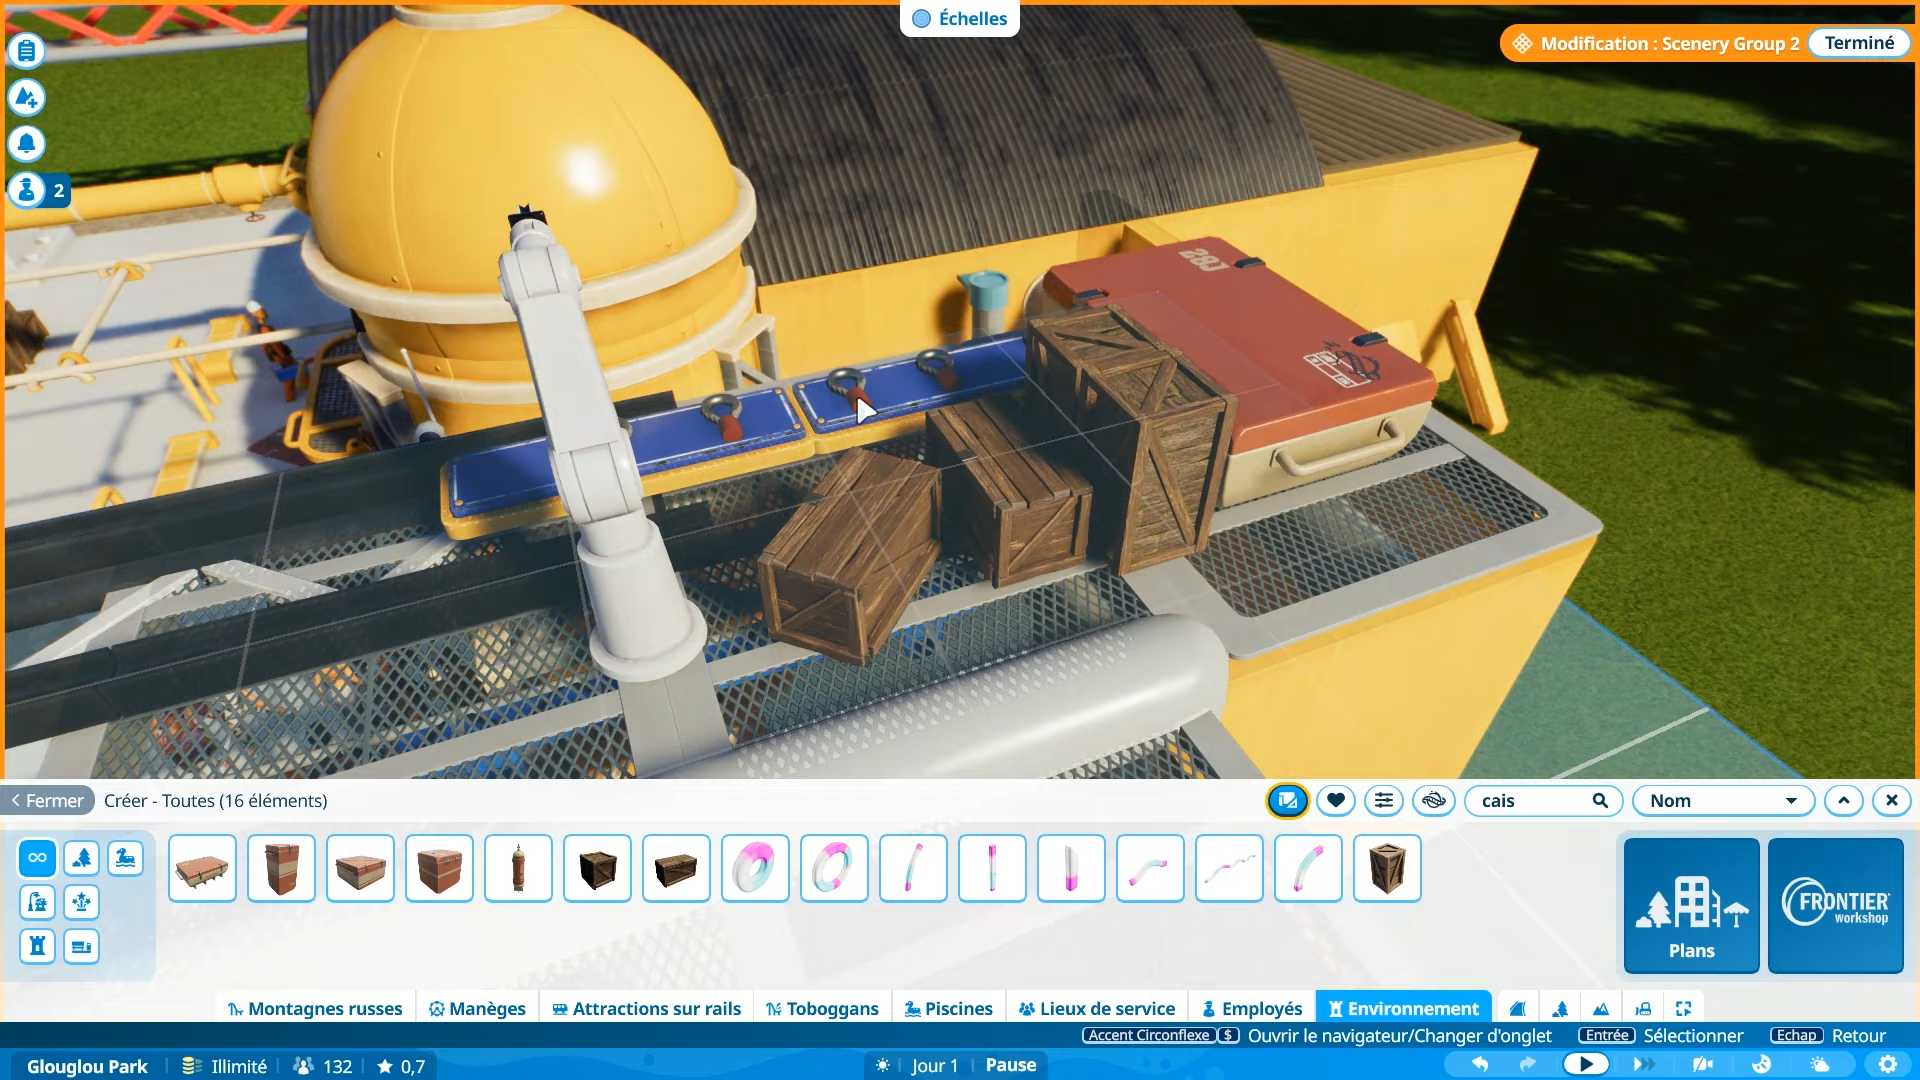 Échelles
Modification : Scenery Group 2
Terminé
2
28J
Fermer
Créer - Toutes (16 éléments)
cais
Nom
Plans
FRONTIER
workshop
Montagnes russes
Manèges
Attractions sur rails
Toboggans
Piscines
Lieux de service
Employés
Environnement
Accent Circonflexe $ Ouvrir le navigateur/Changer d'onglet Entrée Sélectionner Echap Retour
Glouglou Park
Illimité
132
0,7
Jour 1
Pause